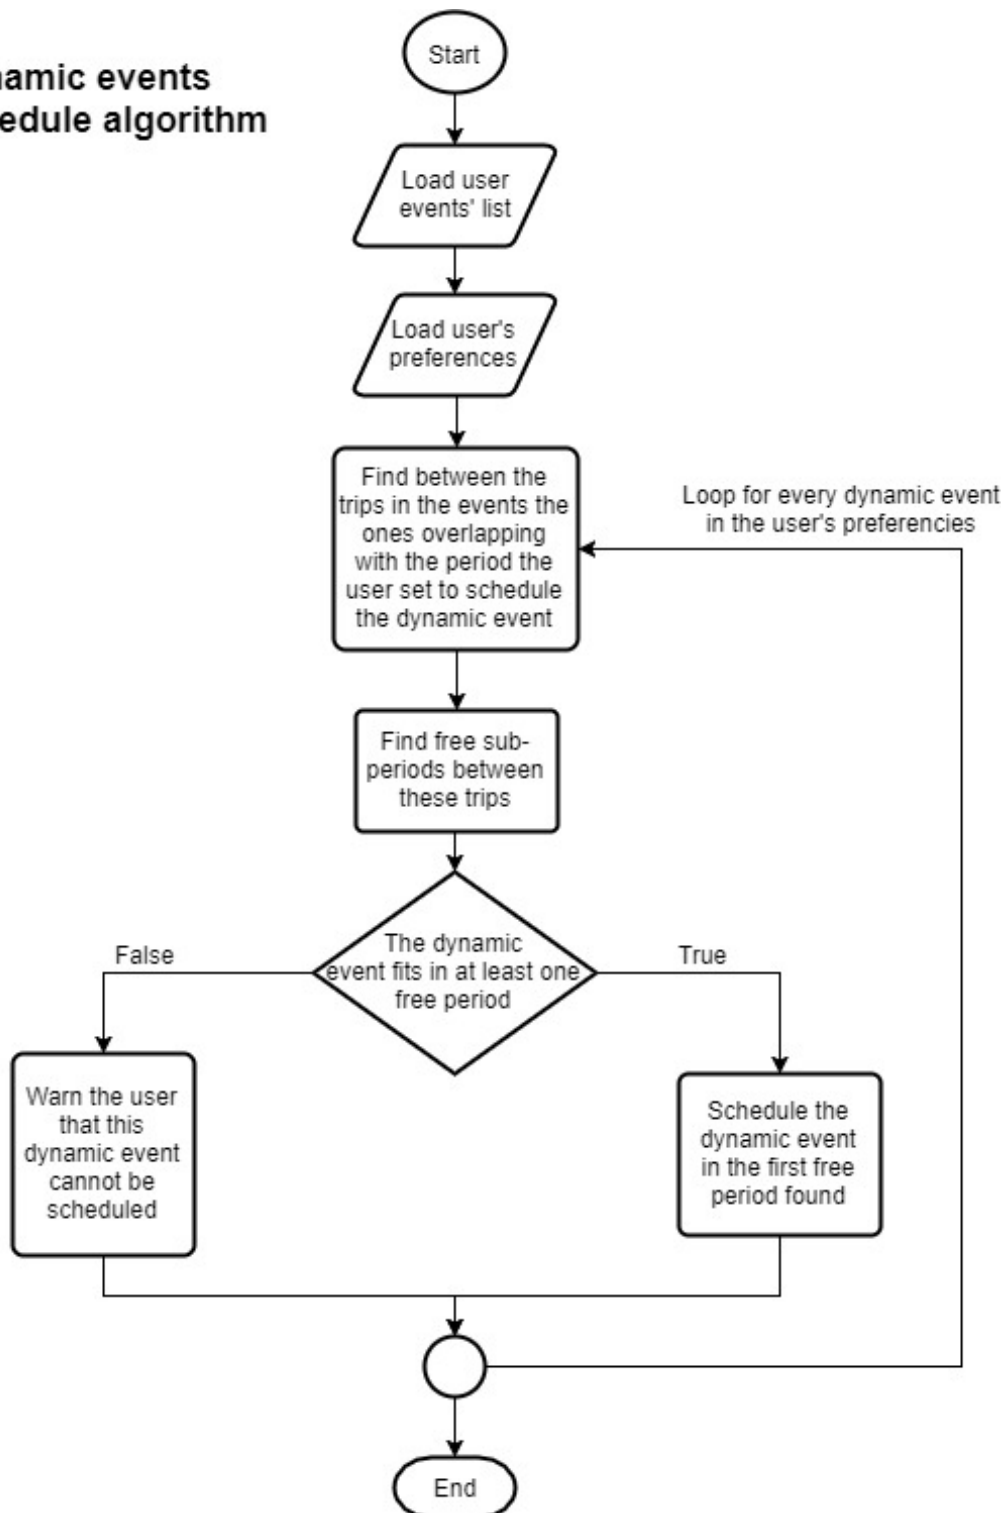 namic events
edule algorithm
Start
Load user
events' list
Load user's
preferences
Find between the
trips in the events the
ones overlapping
with the period the
user set to schedule
the dynamic event
Loop for every dynamic event
in the user's preferencies
Find free sub-
periods between
these trips
The dynamic
event fits in at least one
free period
False
True
Warn the user
that this
dynamic event
cannot be
scheduled
Schedule the
dynamic event
in the first free
period found
End